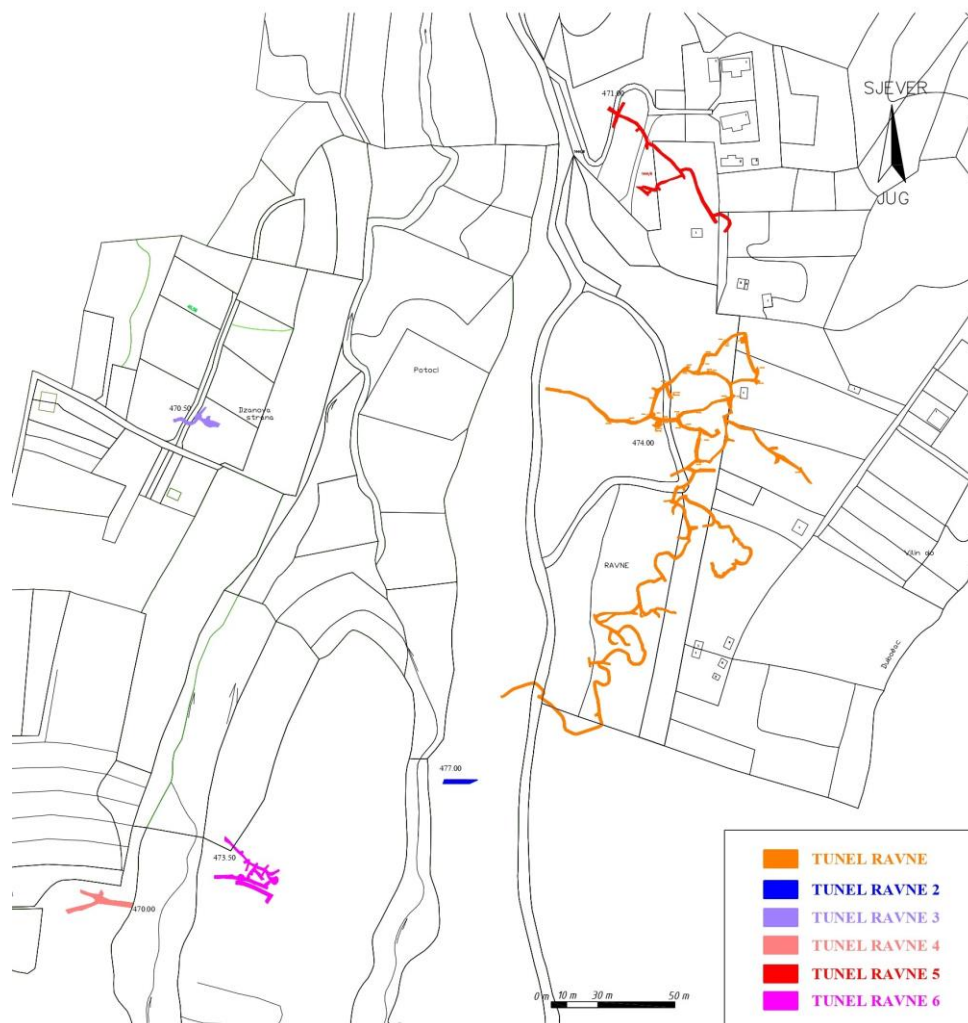 SJEVER
471.00
JUG
Potoci
470.50
Dzanova
strana
474.00
RAVNE
Vilin do
477.00
473.50
470.00
TUNEL RAVNE
TUNEL RAVNE 2
TUNEL RAVNE 3
TUNEL RAVNE 4
TUNEL RAVNE 5
TUNEL RAVNE 6
0 m 10 m 30 m 50 m